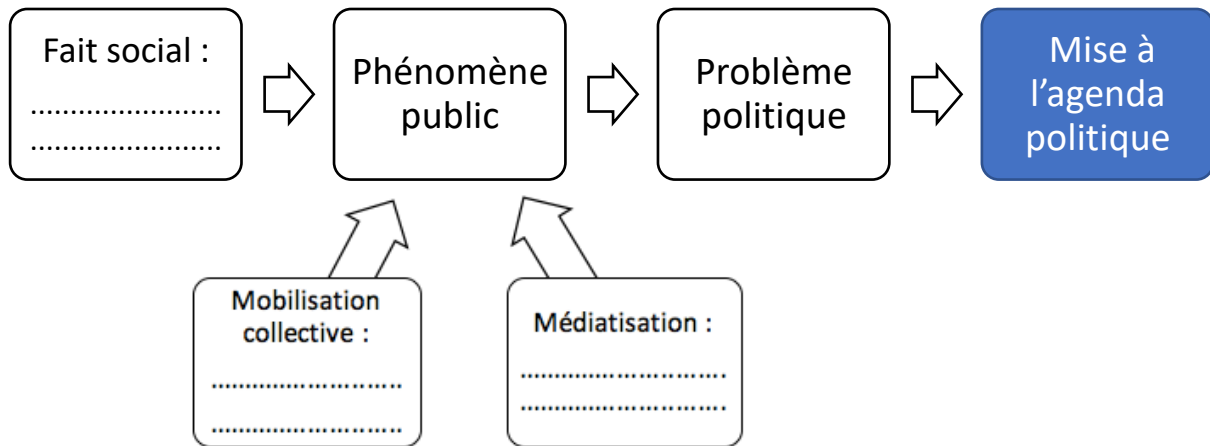 Fait social :
........................
........................
Phénomène
public
Problème
politique
Mise à
l’agenda
politique
Mobilisation
collective :
............................
............................
Médiatisation :
..............................
..............................